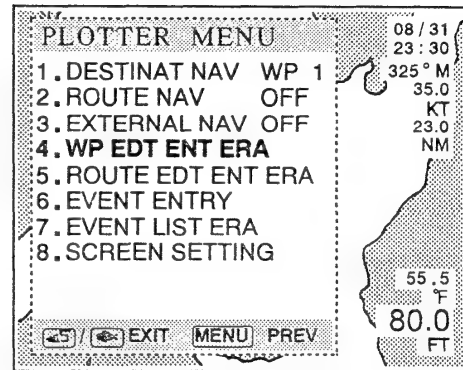 PLOTTER MENU
1.DESTINAT NAV WP 1
2.ROUTE NAV OFF
3.EXTERNAL NAV OFF
4.WP EDT ENT ERA
5.ROUTE EDT ENT ERA
6.EVENT ENTRY
7.EVENT LIST ERA
8.SCREEN SETTING
/ EXIT MENU PREV
08/31
23:30
325°M
35.0
KT
23.0
NM
55.5
°F
80.0
FT